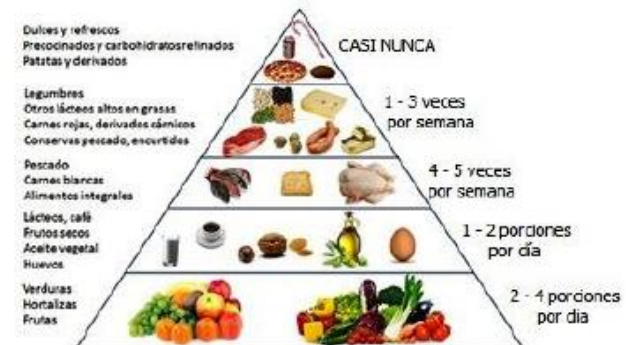 Dulces y refrescos
Precocinados y carbohidratos refinados
Patatas y derivados
CASI NUNCA
Legumbres
Otros lácteos altos en grasas
Carnes rojas, derivados cárnicos
Conservas pescado, encurtidos
1 - 3 veces
por semana
Pescado
Carnes blancas
Alimentos integrales
4 - 5 veces
por semana
Lácteos, café
Frutos secos
Aceite vegetal
Huevos
1 - 2 porciones
por día
Verduras
Hortalizas
Frutas
2 - 4 porciones
por dia